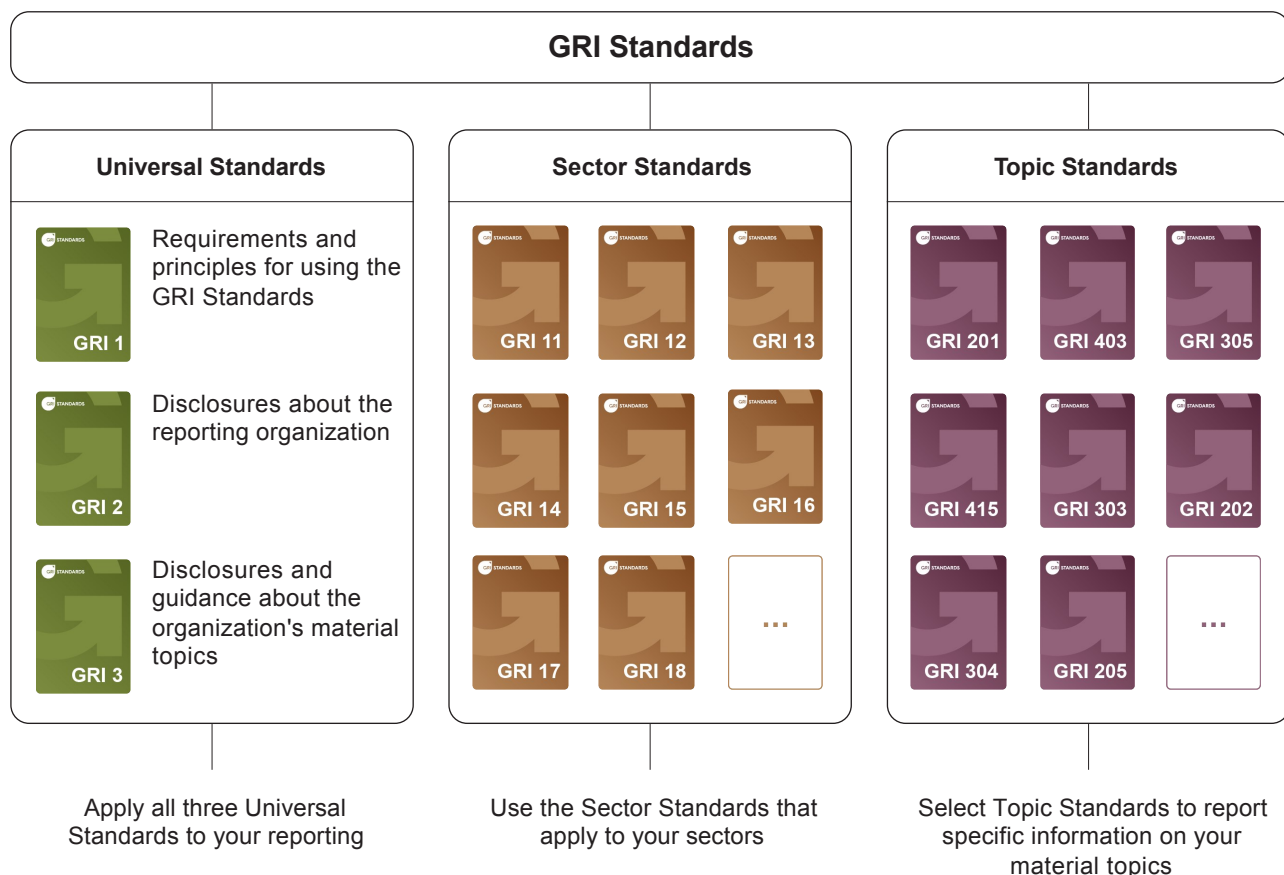 GRI Standards
Universal Standards
GRI STANDARDS
GRI 1
Requirements and
principles for using the
GRI Standards
GRI STANDARDS
GRI 2
Disclosures about the
reporting organization
GRI STANDARDS
GRI 3
Disclosures and
guidance about the
organization's material
topics
Apply all three Universal
Standards to your reporting
Sector Standards
GRI STANDARDS
GRI 11
GRI STANDARDS
GRI 12
GRI STANDARDS
GRI 13
GRI STANDARDS
GRI 14
GRI STANDARDS
GRI 15
GRI STANDARDS
GRI 16
GRI STANDARDS
GRI 17
GRI STANDARDS
GRI 18
...
Use the Sector Standards that
apply to your sectors
Topic Standards
GRI STANDARDS
GRI 201
GRI STANDARDS
GRI 403
GRI STANDARDS
GRI 305
GRI STANDARDS
GRI 415
GRI STANDARDS
GRI 303
GRI STANDARDS
GRI 202
GRI STANDARDS
GRI 304
GRI STANDARDS
GRI 205
...
Select Topic Standards to report
specific information on your
material topics